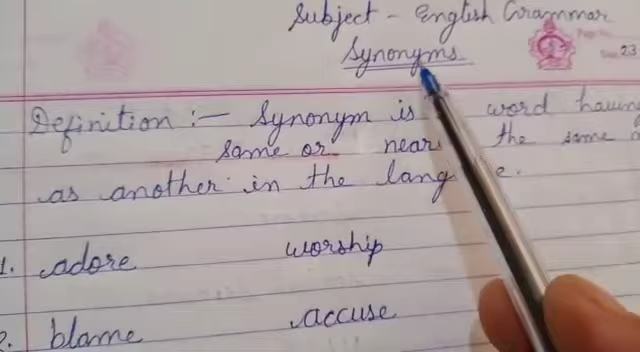 Subject - English Grammar
Synonyms
23
Definition :- Synonym is word having
same or near the same
as another in the lang e.
1. adore worship
2. blame accuse